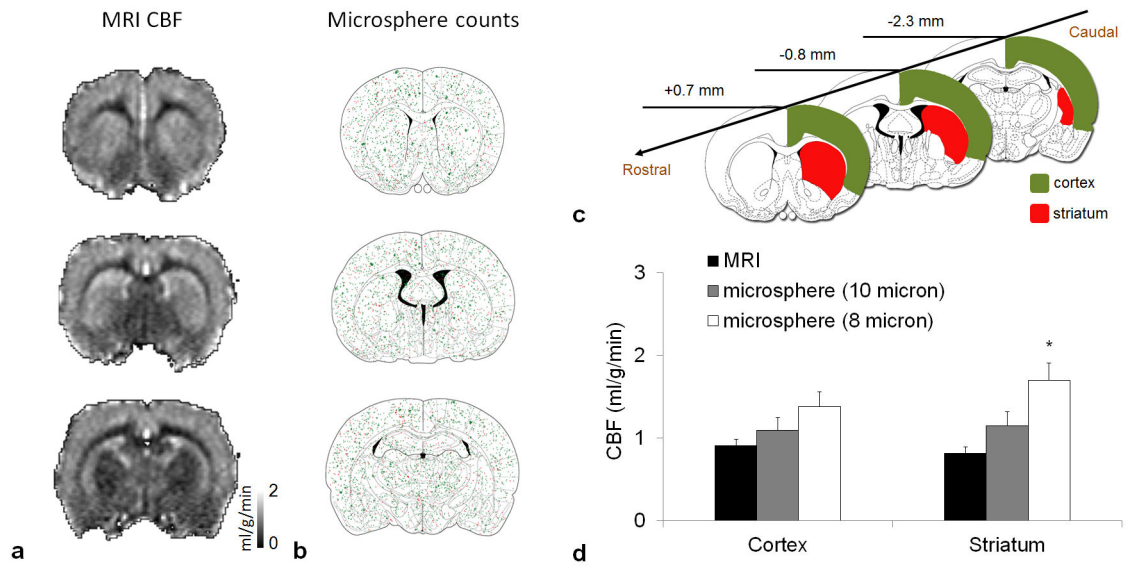 MRI CBF
Microsphere counts
2
0
ml/g/min
a
b
-2.3 mm
Caudal
-0.8 mm
+0.7 mm
Rostral
cortex
striatum
c
MRI
microsphere (10 micron)
microsphere (8 micron)
3
2
1
0
CBF (ml/g/min)
*
Cortex
Striatum
d